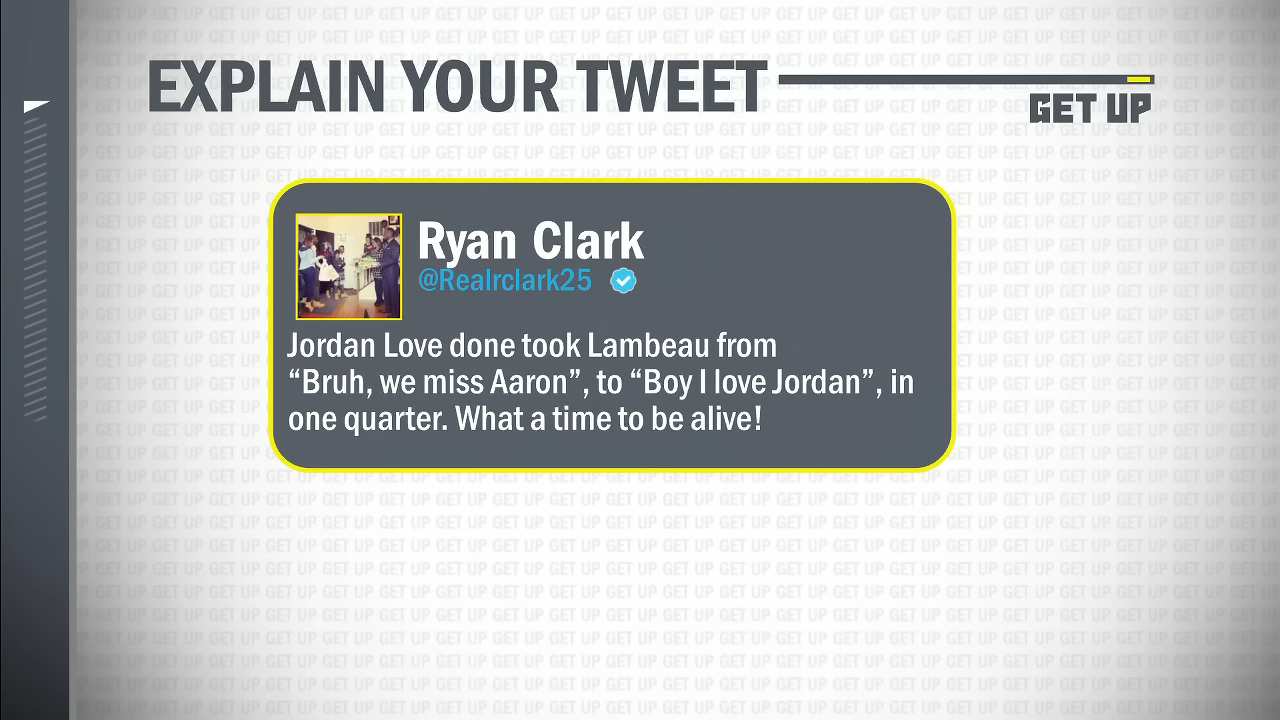 EXPLAIN YOUR TWEET
GET UP
Ryan Clark
@Realrclark25
Jordan Love done took Lambeau from
“Bruh, we miss Aaron”, to “Boy I love Jordan”, in
one quarter. What a time to be alive!